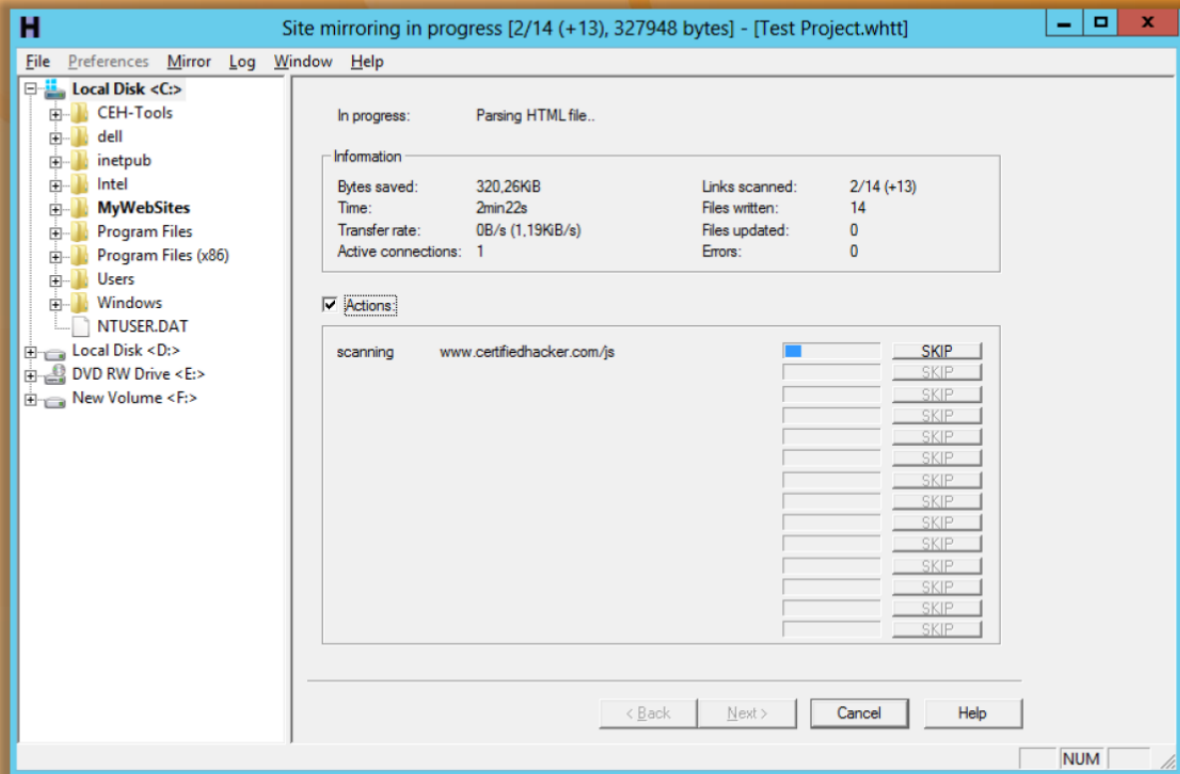 H
Site mirroring in progress [2/14 (+13), 327948 bytes] - [Test Project.whtt]
File Preferences Mirror Log Window Help
Local Disk <C:>
CEH-Tools
dell
inetpub
Intel
MyWebSites
Program Files
Program Files (x86)
Users
Windows
NTUSER.DAT
Local Disk <D:>
DVD RW Drive <E:>
New Volume <F:>
In progress: Parsing HTML file..
Information
Bytes saved: 320,26KiB Links scanned: 2/14 (+13)
Time: 2min22s Files written: 14
Transfer rate: 0B/s (1,19KiB/s) Files updated: 0
Active connections: 1 Errors: 0
Actions:
scanning www.certifiedhacker.com/js SKIP
SKIP
SKIP
SKIP
SKIP
SKIP
SKIP
SKIP
SKIP
SKIP
SKIP
SKIP
SKIP
SKIP
< Back Next > Cancel Help
NUM